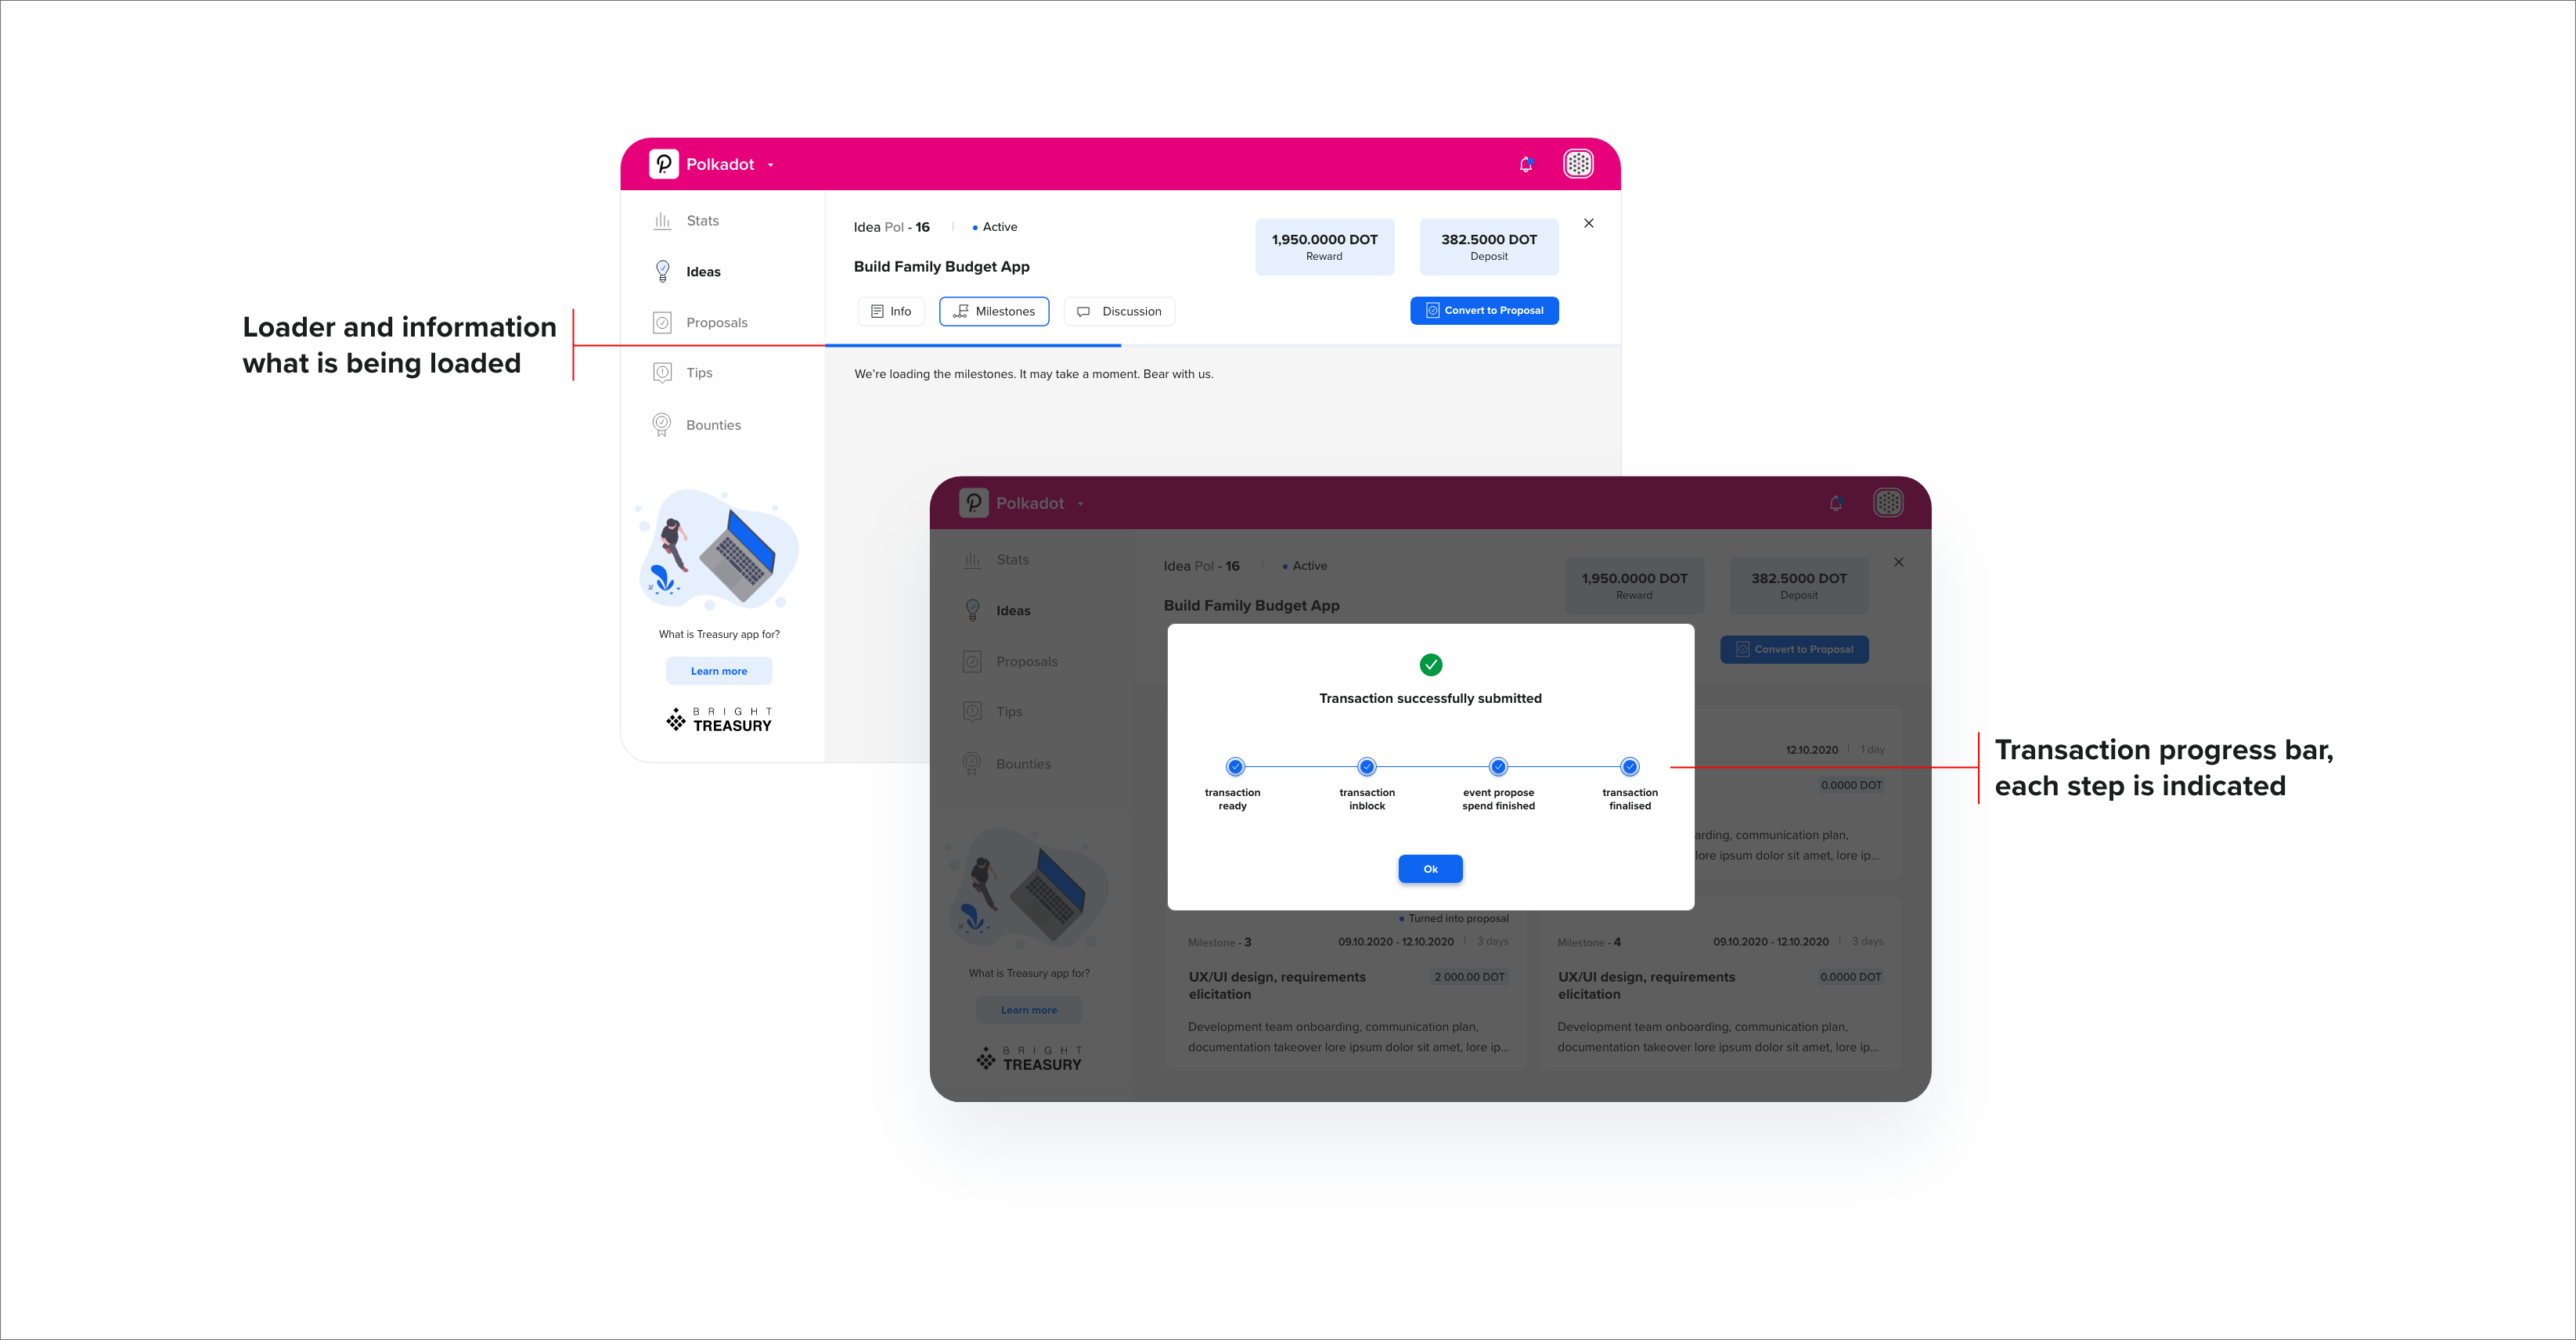 Loader and information
what is being loaded
Polkadot
Stats
Ideas
Proposals
Tips
Bounties
What is Treasury app for?
Learn more
BRIGHT
TREASURY
Idea Pol - 16 | Active
Build Family Budget App
1,950.0000 DOT
Reward
382.5000 DOT
Deposit
Info
Milestones
Discussion
Convert to Proposal
We're loading the milestones. It may take a moment. Bear with us.
Polkadot
Stats
Ideas
Proposals
Tips
Bounties
What is Treasury app for?
Learn more
BRIGHT
TREASURY
Idea Pol - 16 | Active
Build Family Budget App
1,950.0000 DOT
Reward
382.5000 DOT
Deposit
Convert to Proposal
Transaction successfully submitted
transaction
ready
transaction
inblock
event propose
spend finished
transaction
finalised
Ok
12.10.2020 | 1 day
0.0000 DOT
arding, communication plan,
lore ipsum dolor sit amet, lore ip...
Turned into proposal
Milestone - 3
09.10.2020 - 12.10.2020 | 3 days
UX/UI design, requirements
elicitation
2 000.00 DOT
Development team onboarding, communication plan,
documentation takeover lore ipsum dolor sit amet, lore ip...
Milestone - 4
09.10.2020 - 12.10.2020 | 3 days
UX/UI design, requirements
elicitation
0.0000 DOT
Development team onboarding, communication plan,
documentation takeover lore ipsum dolor sit amet, lore ip...
Transaction progress bar,
each step is indicated